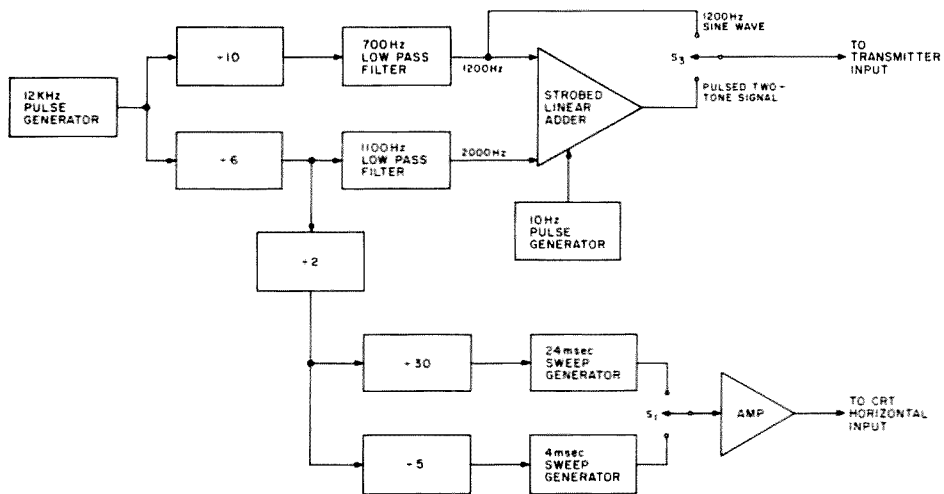 12KHz
PULSE
GENERATOR
÷10
700Hz
LOW PASS
FILTER
1200Hz
1200Hz
SINE WAVE
S3
TO
TRANSMITTER
INPUT
STROBED
LINEAR
ADDER
PULSED TWO-
TONE SIGNAL
÷6
1100Hz
LOW PASS
FILTER
2000Hz
10Hz
PULSE
GENERATOR
÷2
÷30
24msec
SWEEP
GENERATOR
S1
AMP
TO CRT
HORIZONTAL
INPUT
÷5
4msec
SWEEP
GENERATOR